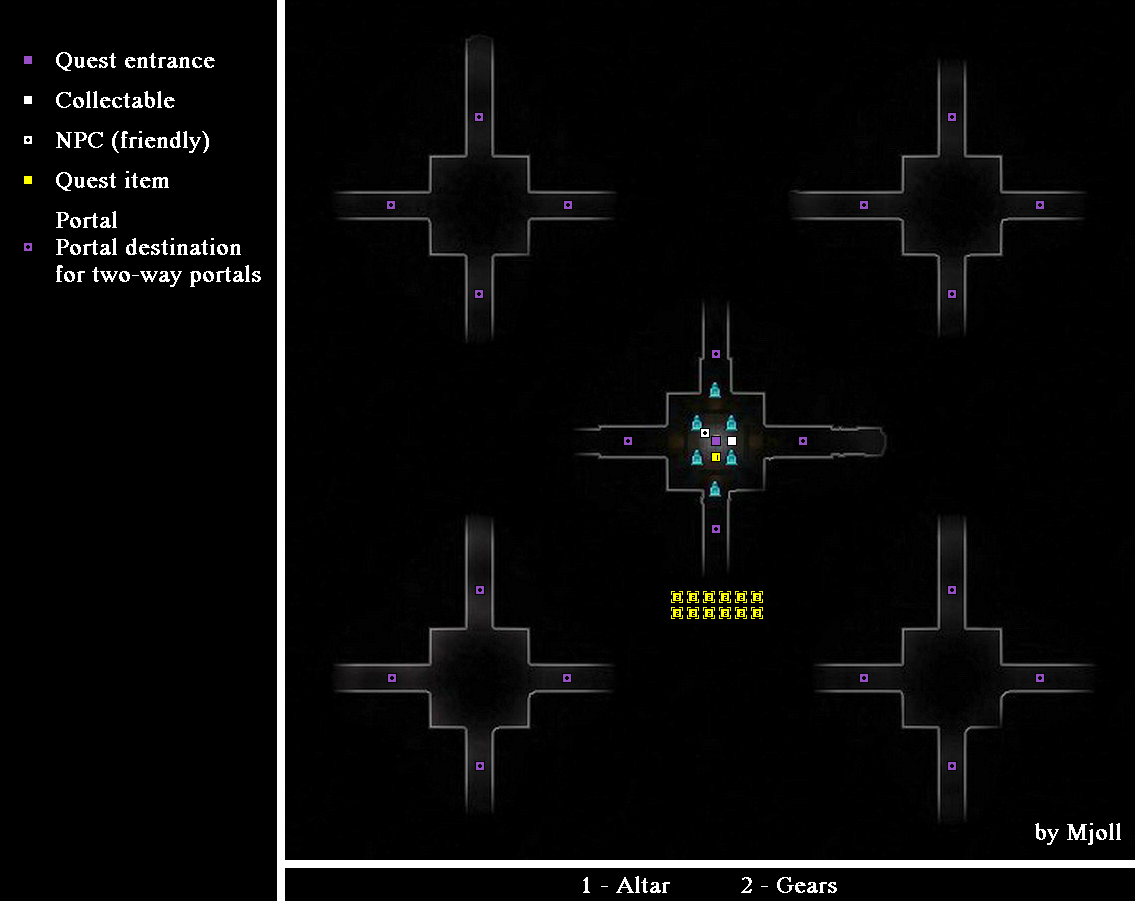 Quest entrance
Collectable
NPC (friendly)
Quest item
Portal
Portal destination
for two-way portals
by Mjoll
1 - Altar 2 - Gears